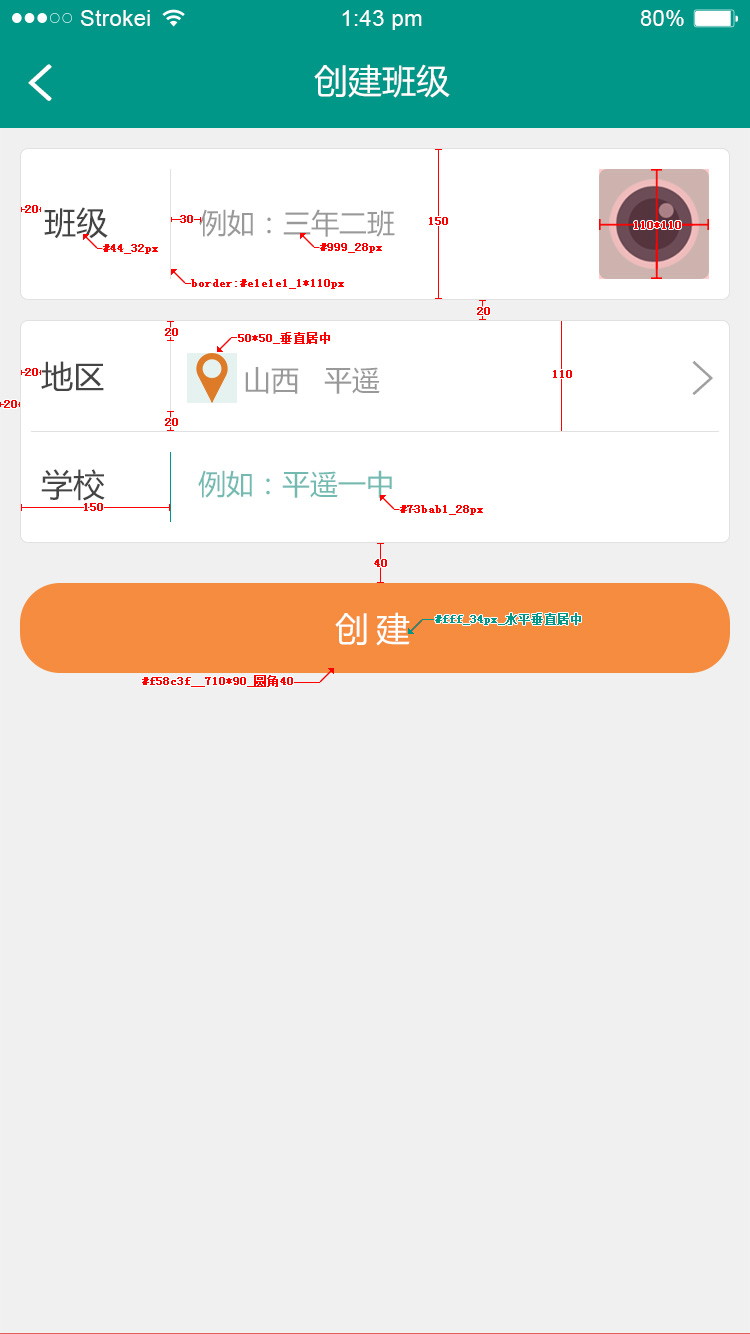 Strokei 1:43 pm 80%
创建班级
20
班级
30
例如：三年二班
150
110*110
#44_32px
#999_28px
border:#e1e1e1_1*110px
20
20
50*50_垂直居中
20
地区
山西 平遥
110
20
20
学校
例如：平遥一中
150
#73bab1_28px
40
创建
#fff_34px_水平垂直居中
#f58c3f__710*90_圆角40